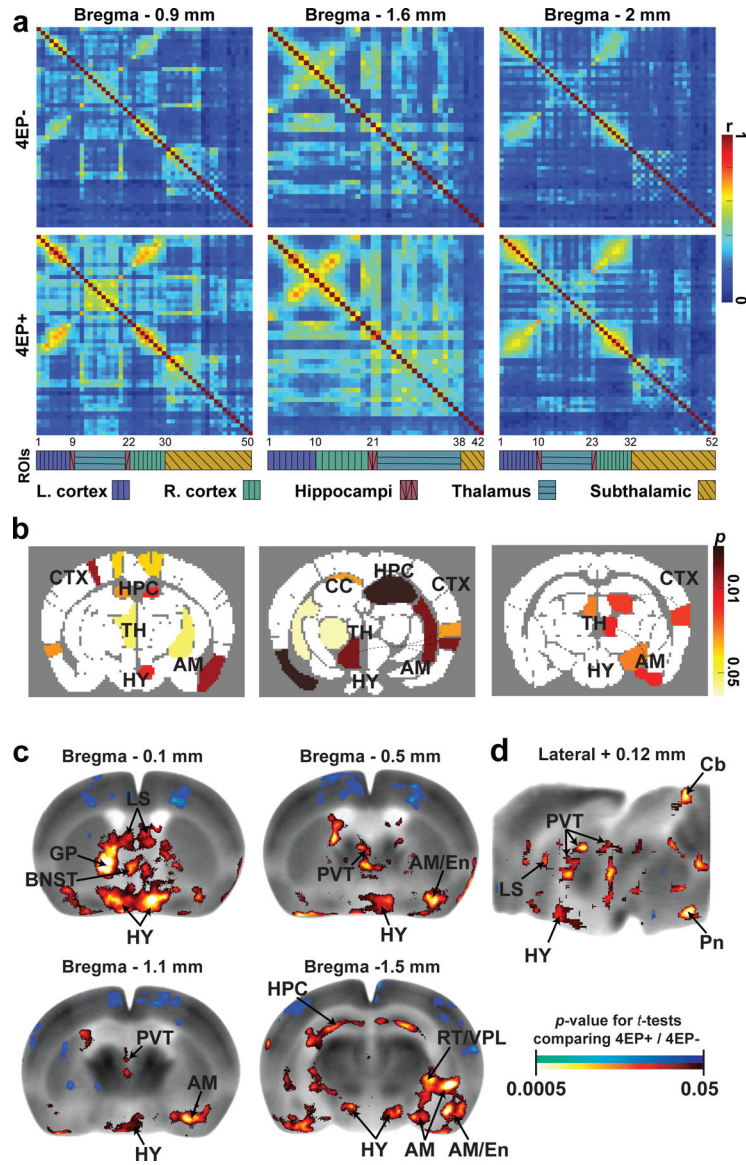 a
Bregma - 0.9 mm
Bregma - 1.6 mm
Bregma - 2 mm
4EP-
1
r
0
4EP+
1 9 22 30 50
1 10 21 38 42
1 10 23 32 52
ROIs
L. cortex
R. cortex
Hippocampi
Thalamus
Subthalamic
b
CTX
HPC
TH
AM
HY
CC
HPC
CTX
TH
AM
HY
CTX
TH
AM
HY
p
0.01
0.05
c
Bregma - 0.1 mm
LS
GP
BNST
HY
Bregma - 0.5 mm
PVT
AM/En
HY
d
Lateral + 0.12 mm
Cb
PVT
LS
HY
Pn
Bregma - 1.1 mm
PVT
AM
HY
Bregma -1.5 mm
HPC
RT/VPL
HY
AM
AM/En
p-value for t-tests
comparing 4EP+ / 4EP-
0.0005
0.05